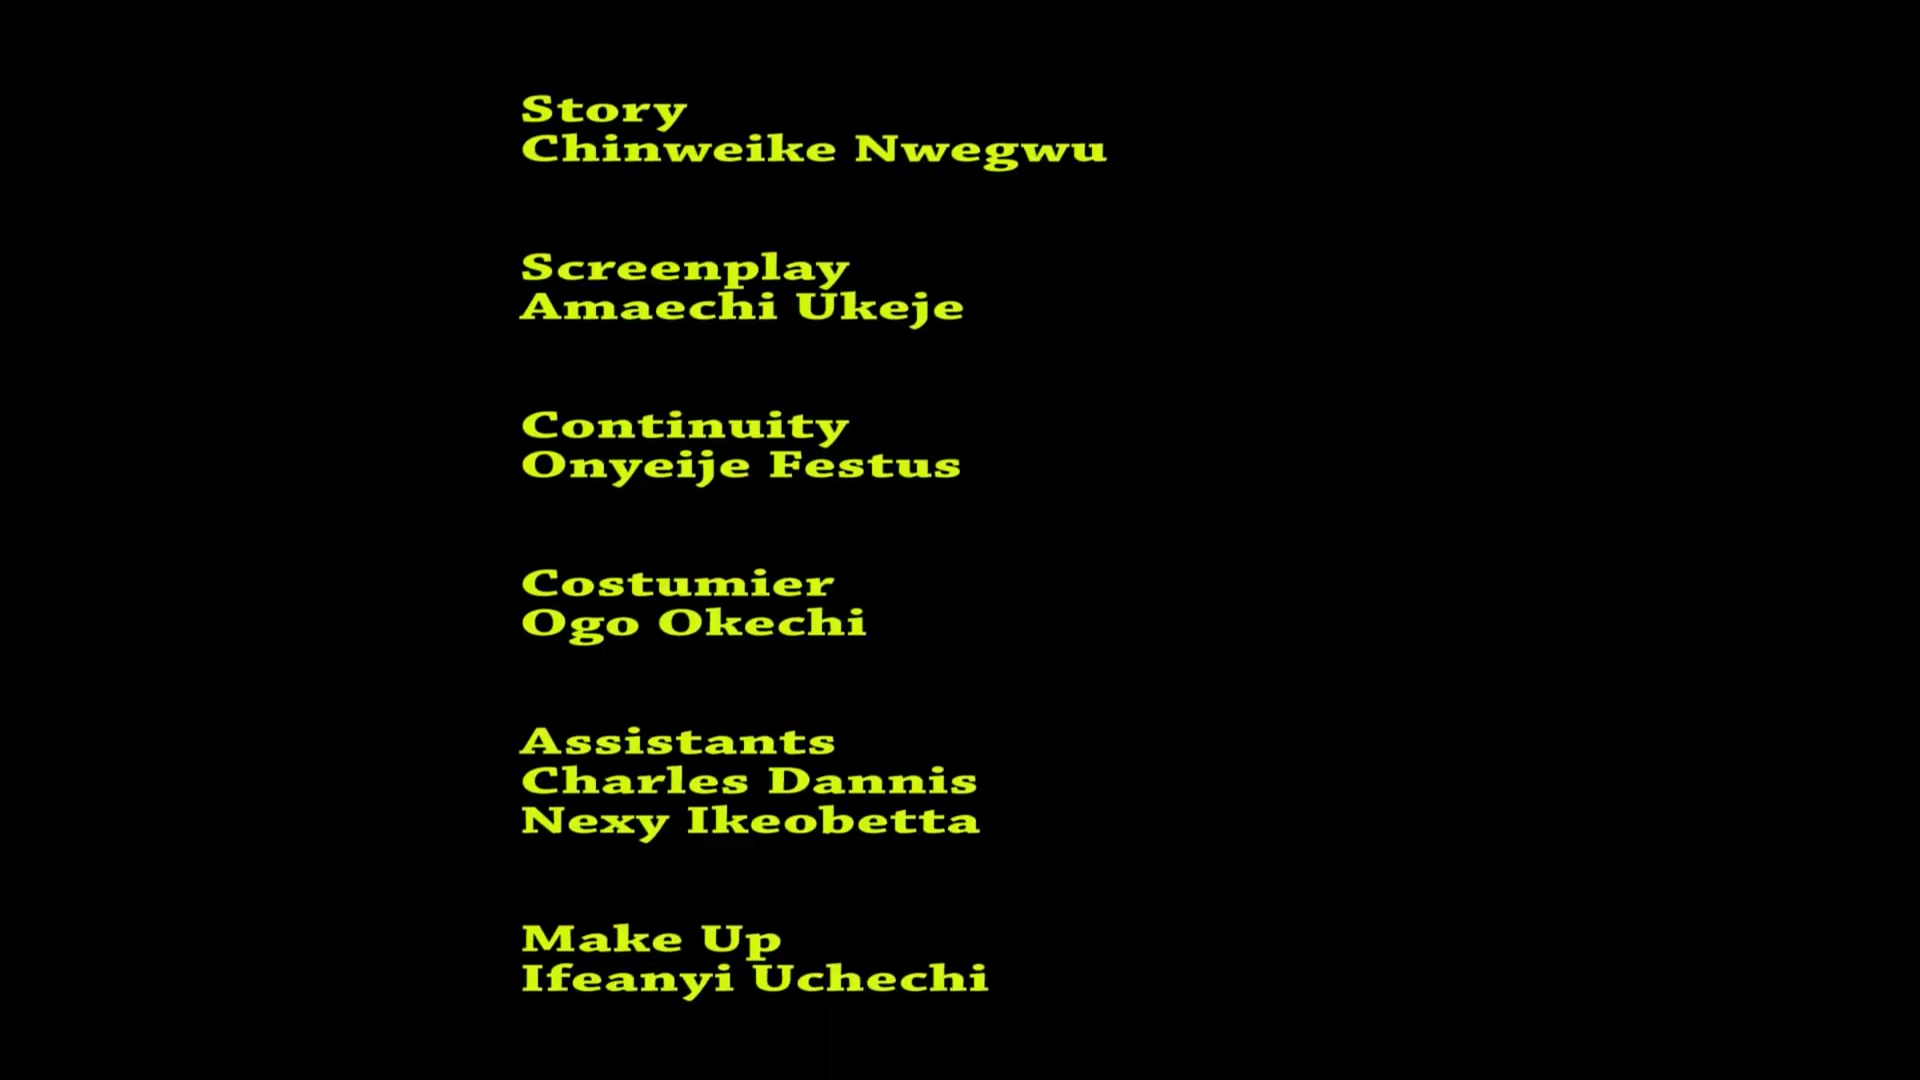 Story
Chinweike Nwegwu
Screenplay
Amaechi Ukeje
Continuity
Onyeije Festus
Costumier
Ogo Okechi
Assistants
Charles Dannis
Nexy Ikeobetta
Make Up
Ifeanyi Uchechi